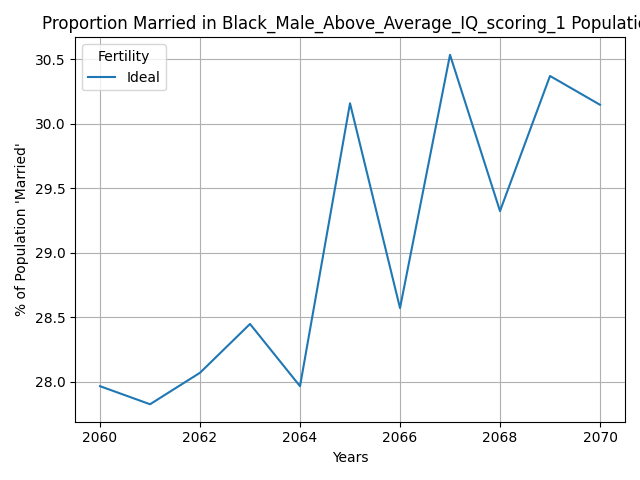 Proportion Married in Black_Male_Above_Average_IQ_scoring_1 Populatio
Fertility
Ideal
30.5
30.0
29.5
29.0
28.5
28.0
% of Population 'Married'
2060 2062 2064 2066 2068 2070
Years